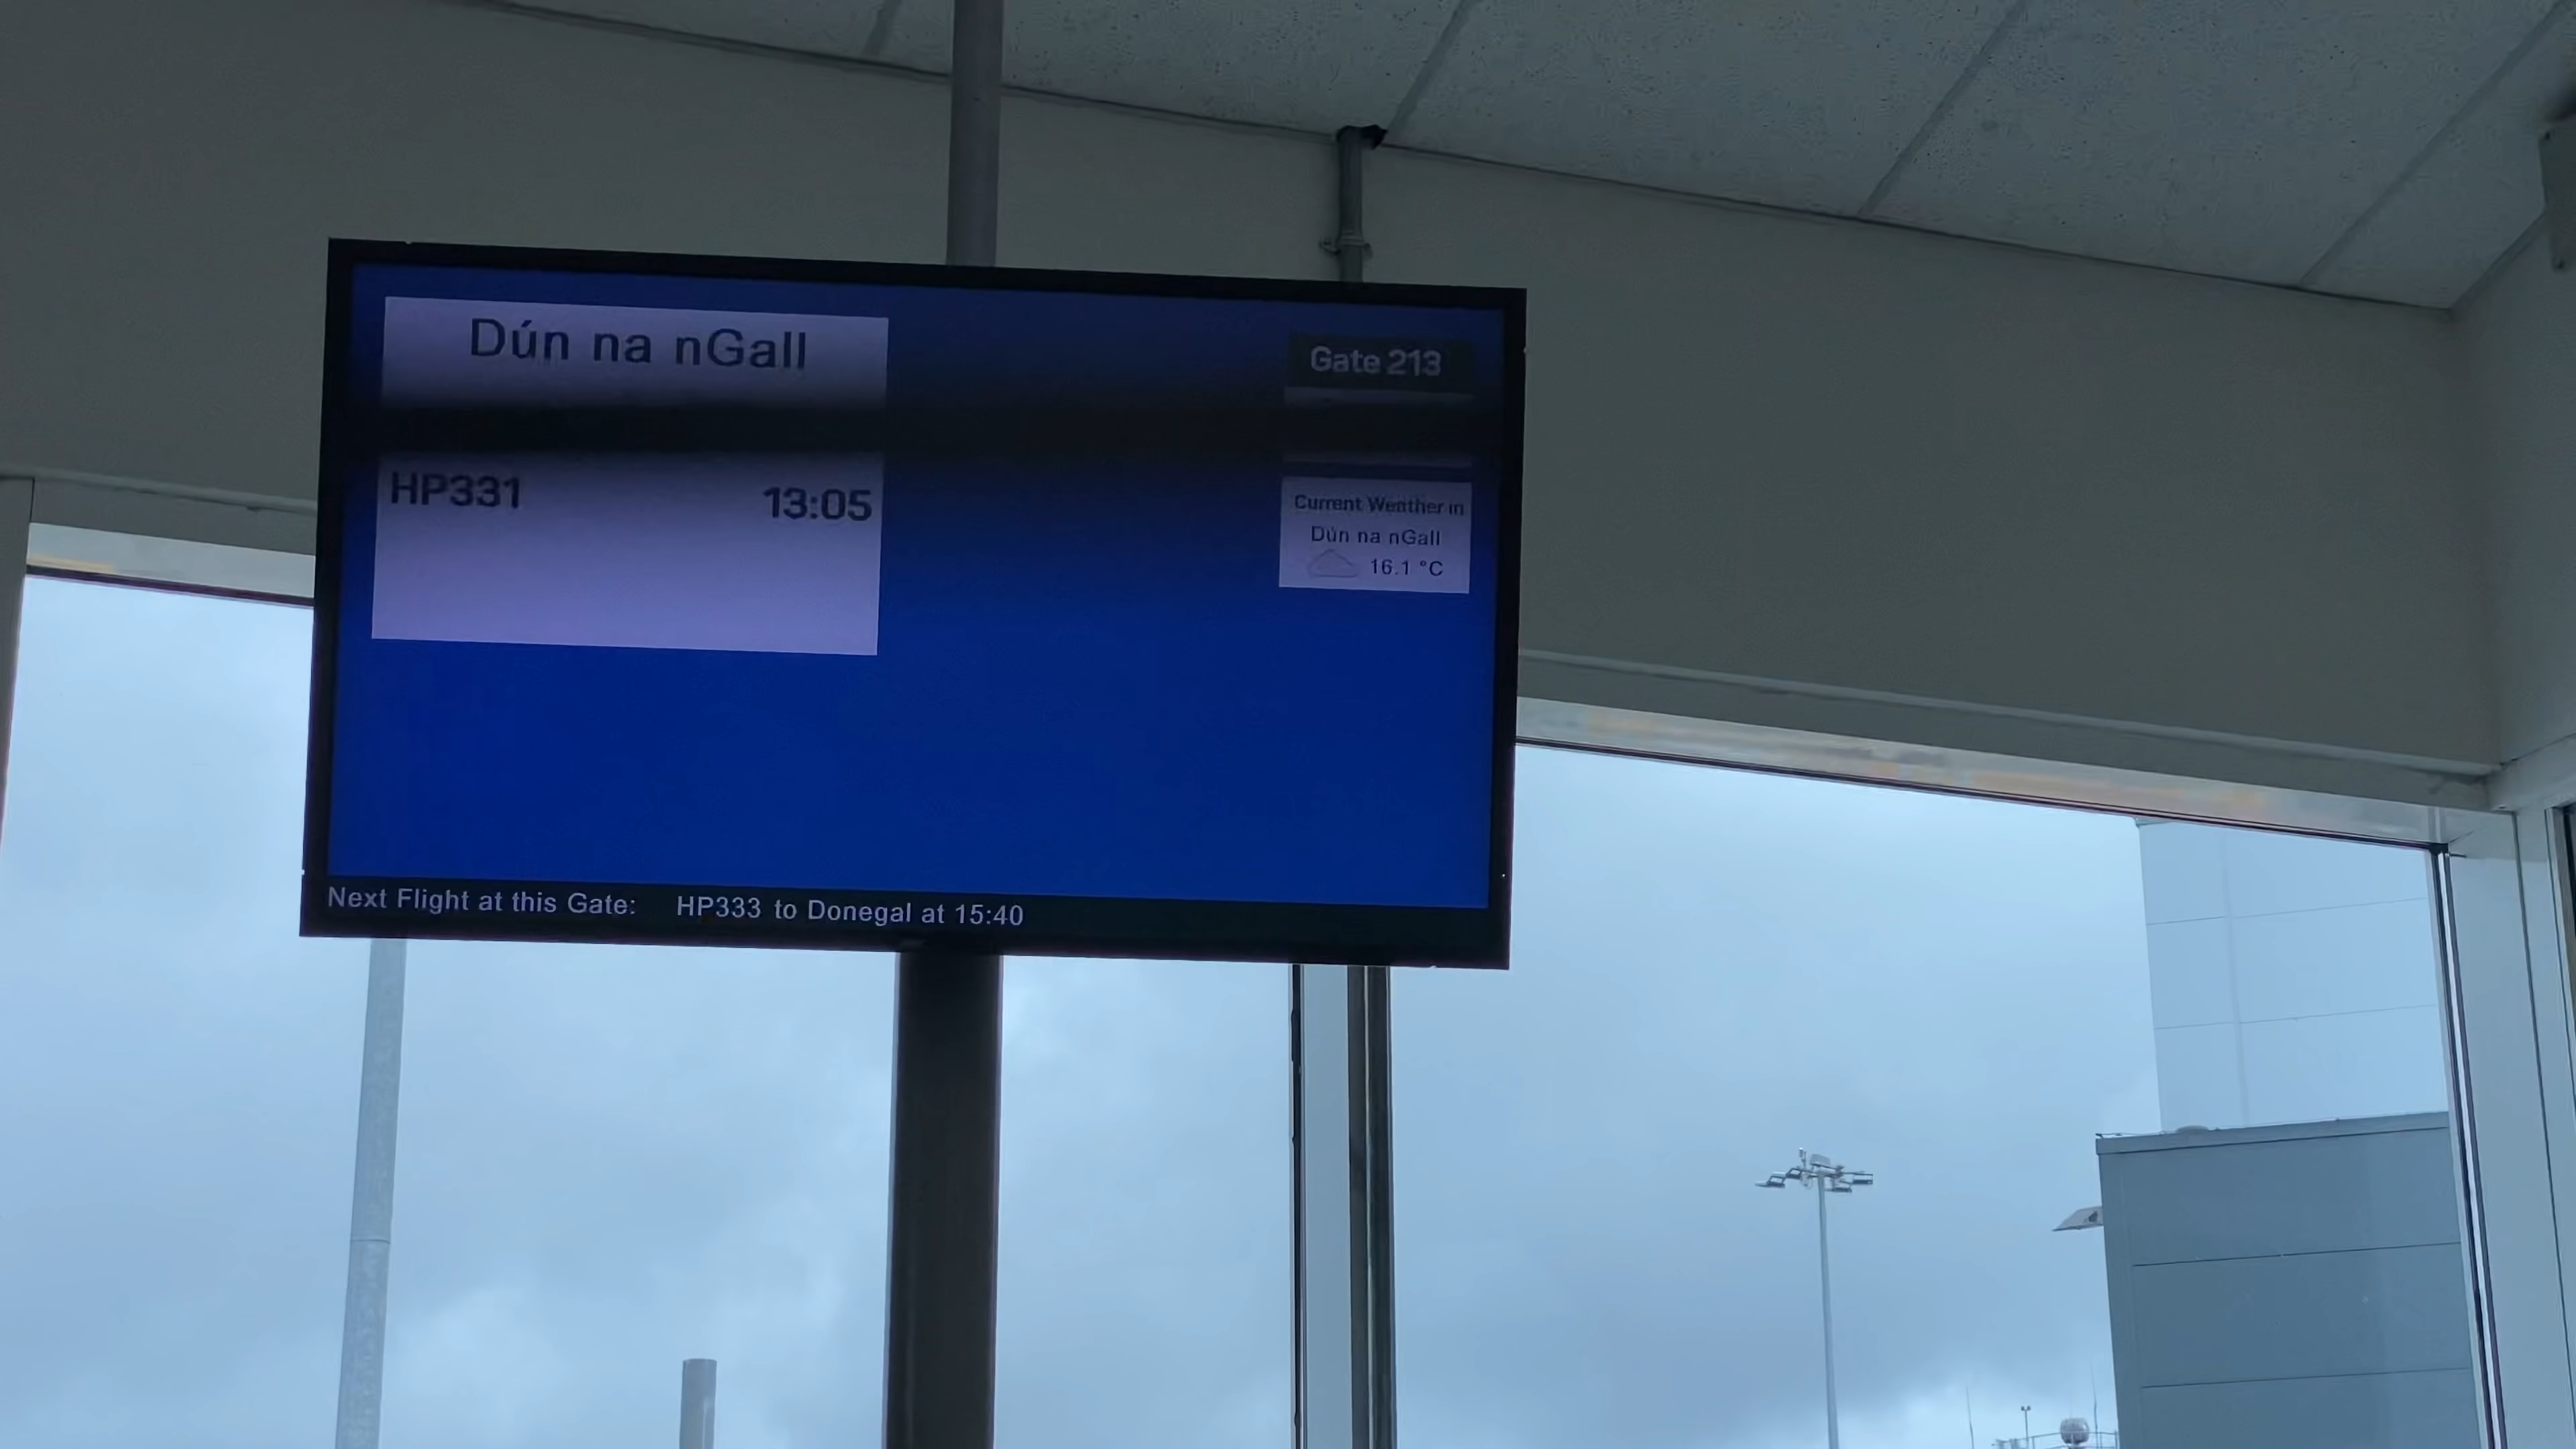 Dún na nGall
Gate 213
HP331 13:05
Current Weather in
Dún na nGall
16.1 °C
Next Flight at this Gate: HP333 to Donegal at 15:40